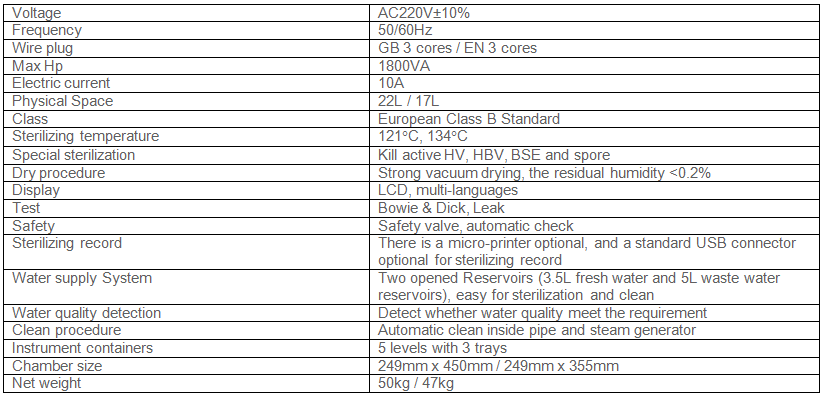 Voltage AC220V±10%
Frequency 50/60Hz
Wire plug GB 3 cores / EN 3 cores
Max Hp 1800VA
Electric current 10A
Physical Space 22L / 17L
Class European Class B Standard
Sterilizing temperature 121°C, 134°C
Special sterilization Kill active HV, HBV, BSE and spore
Dry procedure Strong vacuum drying, the residual humidity <0.2%
Display LCD, multi-languages
Test Bowie & Dick, Leak
Safety Safety valve, automatic check
Sterilizing record There is a micro-printer optional, and a standard USB connector
optional for sterilizing record
Water supply System Two opened Reservoirs (3.5L fresh water and 5L waste water
reservoirs), easy for sterilization and clean
Water quality detection Detect whether water quality meet the requirement
Clean procedure Automatic clean inside pipe and steam generator
Instrument containers 5 levels with 3 trays
Chamber size 249mm x 450mm / 249mm x 355mm
Net weight 50kg / 47kg